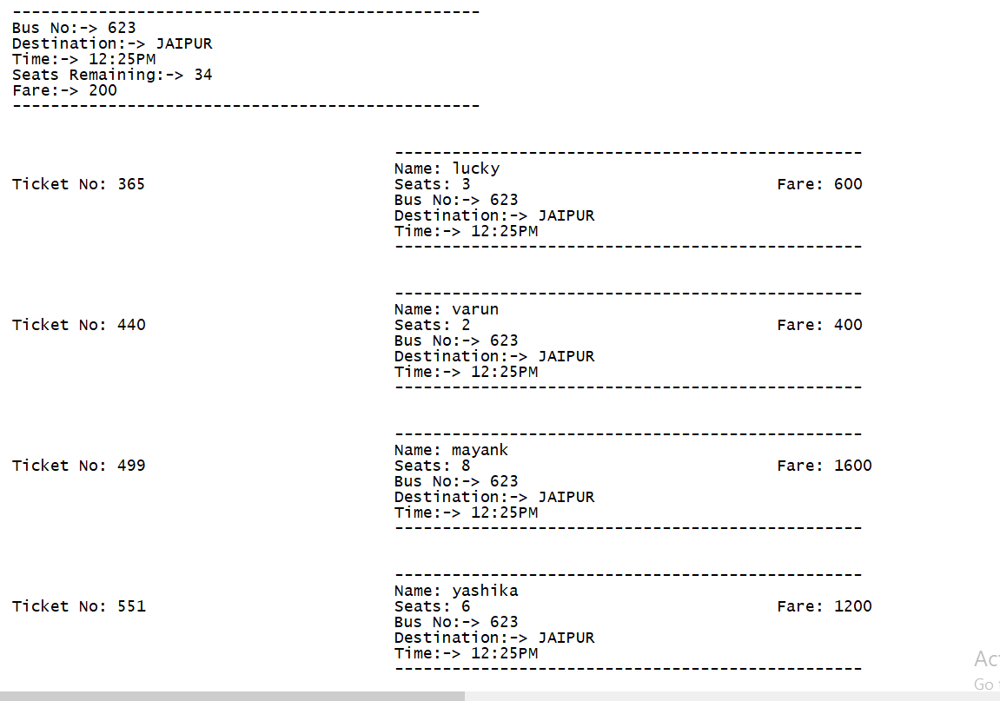 -------------------------------------------------
Bus No:-> 623
Destination:-> JAIPUR
Time:-> 12:25PM
Seats Remaining:-> 34
Fare:-> 200
-------------------------------------------------
-------------------------------------------------
Name: lucky
Ticket No: 365 Seats: 3 Fare: 600
Bus No:-> 623
Destination:-> JAIPUR
Time:-> 12:25PM
-------------------------------------------------
-------------------------------------------------
Name: varun
Ticket No: 440 Seats: 2 Fare: 400
Bus No:-> 623
Destination:-> JAIPUR
Time:-> 12:25PM
-------------------------------------------------
-------------------------------------------------
Name: mayank
Ticket No: 499 Seats: 8 Fare: 1600
Bus No:-> 623
Destination:-> JAIPUR
Time:-> 12:25PM
-------------------------------------------------
-------------------------------------------------
Name: yashika
Ticket No: 551 Seats: 6 Fare: 1200
Bus No:-> 623
Destination:-> JAIPUR
Time:-> 12:25PM
-------------------------------------------------
Go